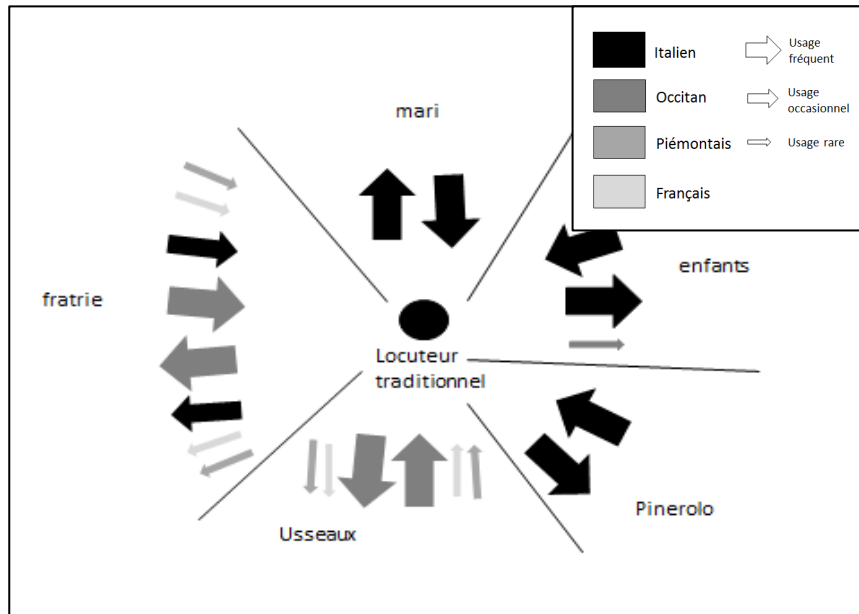 Italien
Usage
fréquent
Occitan
Usage
occasionnel
Piémontais
Usage rare
Français
mari
enfants
fratrie
Locuteur
traditionnel
Pinerolo
Usseaux